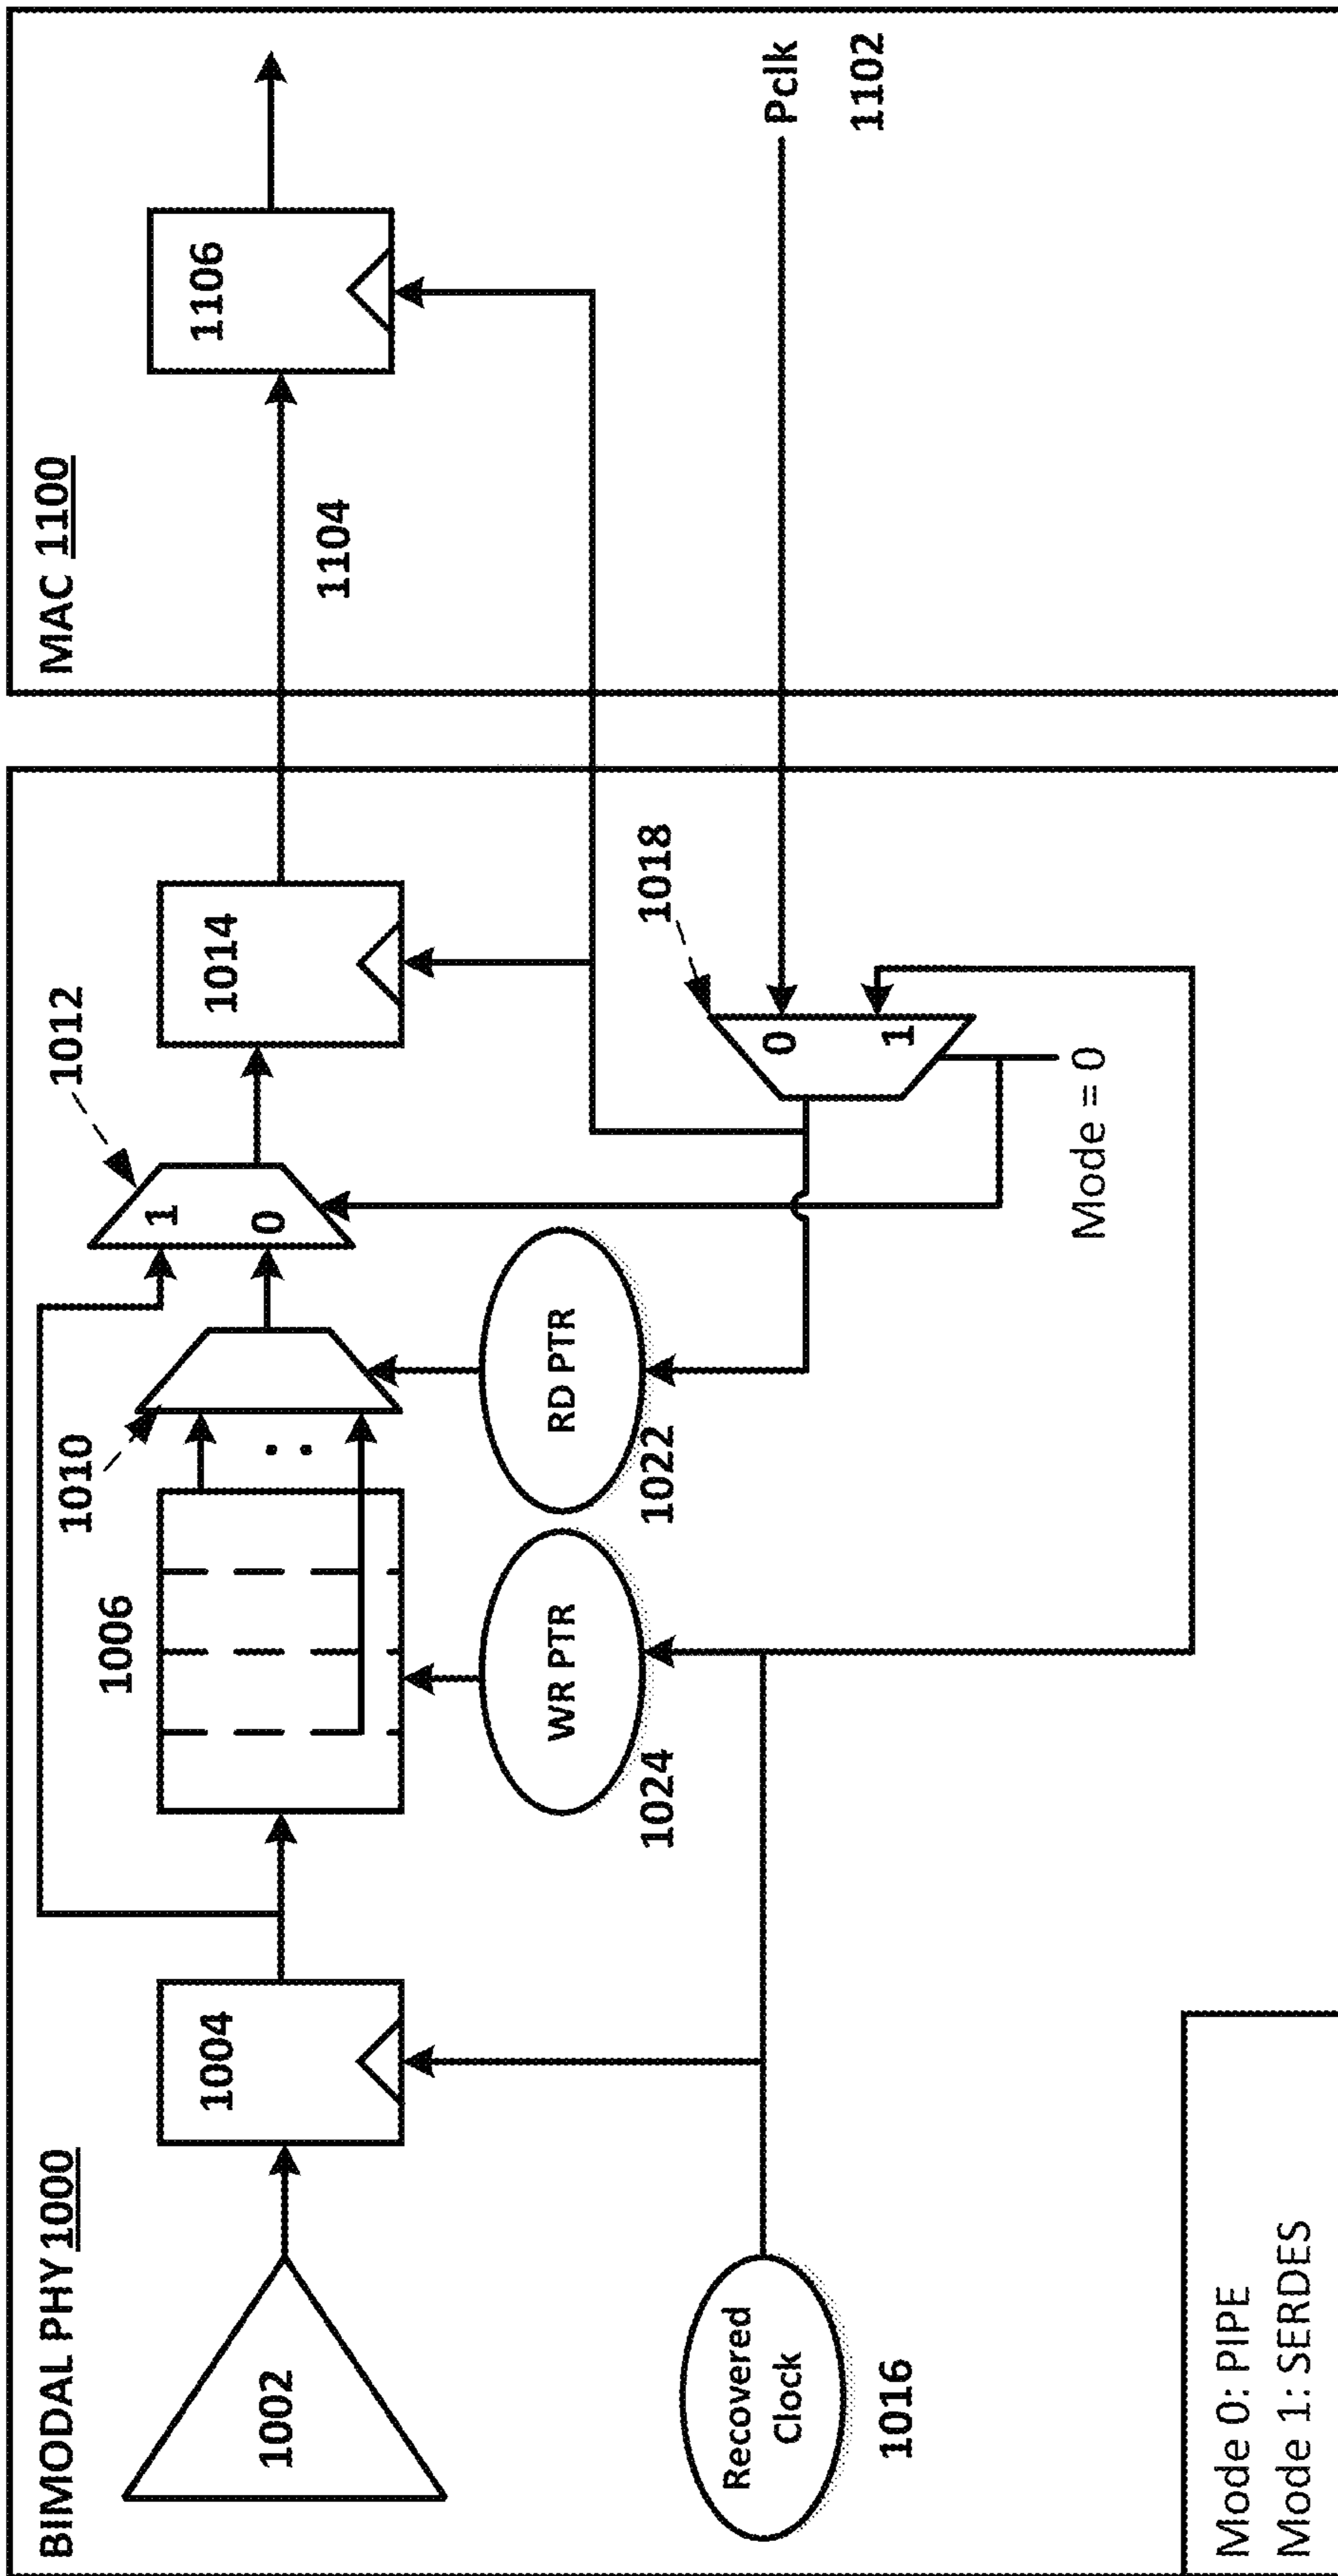 BIMODAL PHY 1000
MAC 1100
1002
1004
1006
1010
1012
1
0
1014
1104
1106
WR PTR
1024
RD PTR
1022
1018
0
1
Pclk
1102
Recovered
Clock
1016
Mode = 0
Mode 0: PIPE
Mode 1: SERDES